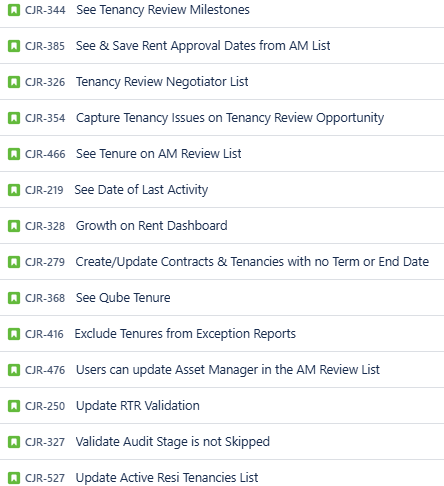 CJR-344 See Tenancy Review Milestones
CJR-385 See & Save Rent Approval Dates from AM List
CJR-326 Tenancy Review Negotiator List
CJR-354 Capture Tenancy Issues on Tenancy Review Opportunity
CJR-466 See Tenure on AM Review List
CJR-219 See Date of Last Activity
CJR-328 Growth on Rent Dashboard
CJR-279 Create/Update Contracts & Tenancies with no Term or End Date
CJR-368 See Qube Tenure
CJR-416 Exclude Tenures from Exception Reports
CJR-476 Users can update Asset Manager in the AM Review List
CJR-250 Update RTR Validation
CJR-327 Validate Audit Stage is not Skipped
CJR-527 Update Active Resi Tenancies List